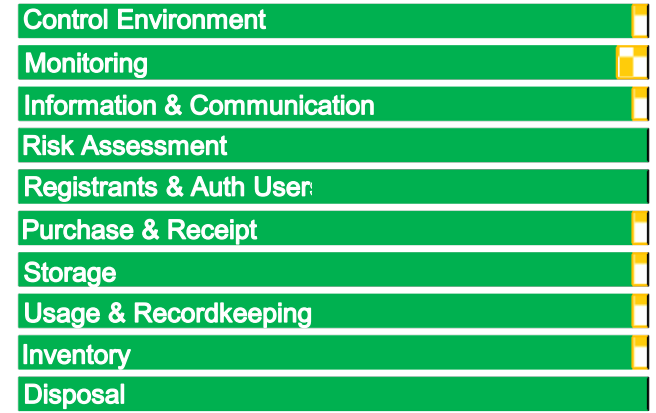 Control Environment
Monitoring
Information & Communication
Risk Assessment
Registrants & Auth Users
Purchase & Receipt
Storage
Usage & Recordkeeping
Inventory
Disposal